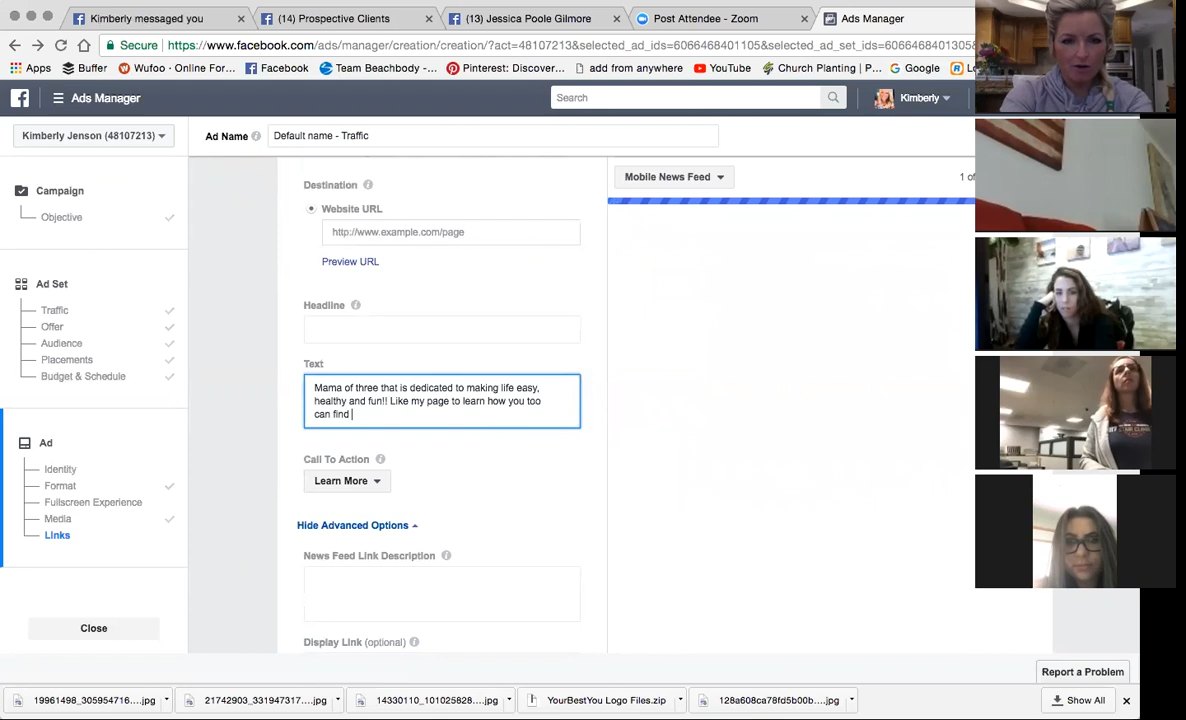 Kimberly messaged you
(14) Prospective Clients
(13) Jessica Poole Gilmore
Post Attendee - Zoom
Ads Manager
Secure
https://www.facebook.com/ads/manager/creation/creation/?act=48107213&selected_ad_ids=6066468401105&selected_ad_set_ids=6066468401305
Apps
Buffer
Wufoo - Online For...
Facebook
Team Beachbody -...
Pinterest: Discover...
add from anywhere
YouTube
Church Planting | P...
Google
Ads Manager
Search
Kimberly
Kimberly Jenson (48107213)
Ad Name
Default name - Traffic
Campaign
Objective
Ad Set
Traffic
Offer
Audience
Placements
Budget & Schedule
Ad
Identity
Format
Fullscreen Experience
Media
Links
Close
Destination
Website URL
http://www.example.com/page
Preview URL
Headline
Text
Mama of three that is dedicated to making life easy,
healthy and fun!! Like my page to learn how you too
can find
Call To Action
Learn More
Hide Advanced Options
News Feed Link Description
Display Link (optional)
Mobile News Feed
1 of
Report a Problem
19961498_305954716....jpg
21742903_331947317....jpg
14330110_101025828....jpg
YourBestYou Logo Files.zip
128a608ca78fd5b00b....jpg
Show All